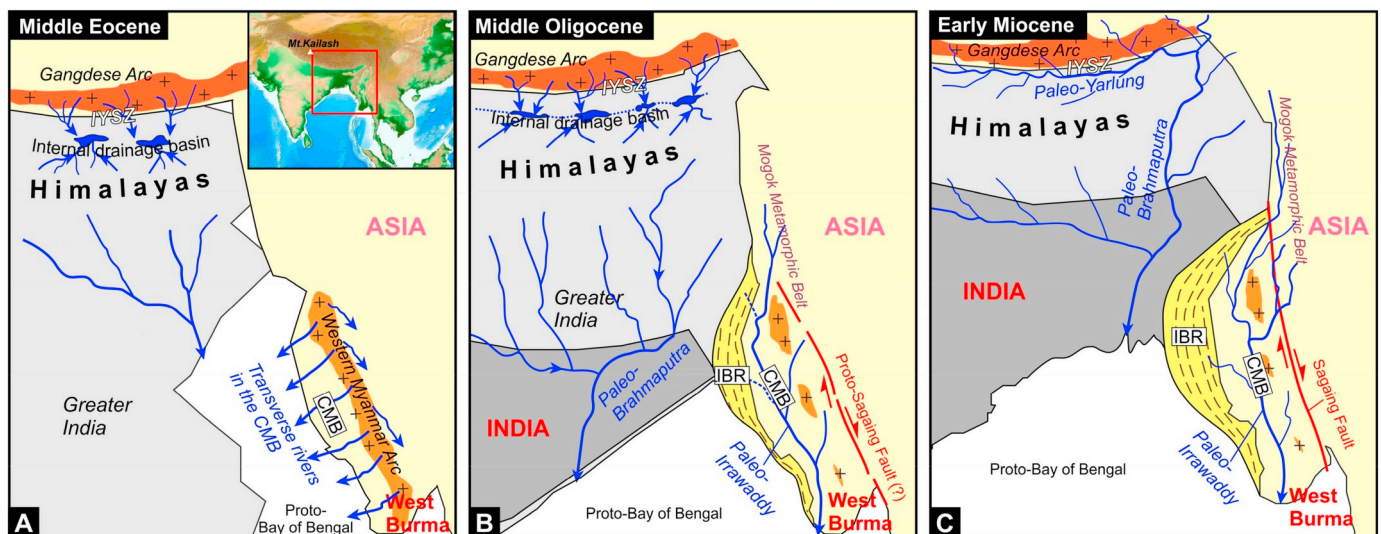 Middle Eocene
Mt.Kailash
Gangdese Arc
IYSZ
Internal drainage basin
Himalayas
ASIA
Western Myanmar Arc
Transverse rivers
in the CMB
CMB
Greater
India
Proto-
Bay of Bengal
West
Burma
A
Middle Oligocene
Gangdese Arc
IYSZ
Internal drainage basin
Himalayas
Mogok Metamorphic Belt
ASIA
Greater
India
INDIA
Paleo-
Brahmaputra
IBR
CMB
Proto-Sagaing Fault (?)
Paleo-
Irrawaddy
West
Burma
Proto-Bay of Bengal
B
Early Miocene
Gangdese Arc
IYSZ
Paleo-Yarlung
Himalayas
Mogok Metamorphic Belt
Paleo-
Brahmaputra
ASIA
INDIA
IBR
CMB
Sagaing Fault
Paleo-
Irrawaddy
Proto-Bay of Bengal
West
Burma
C